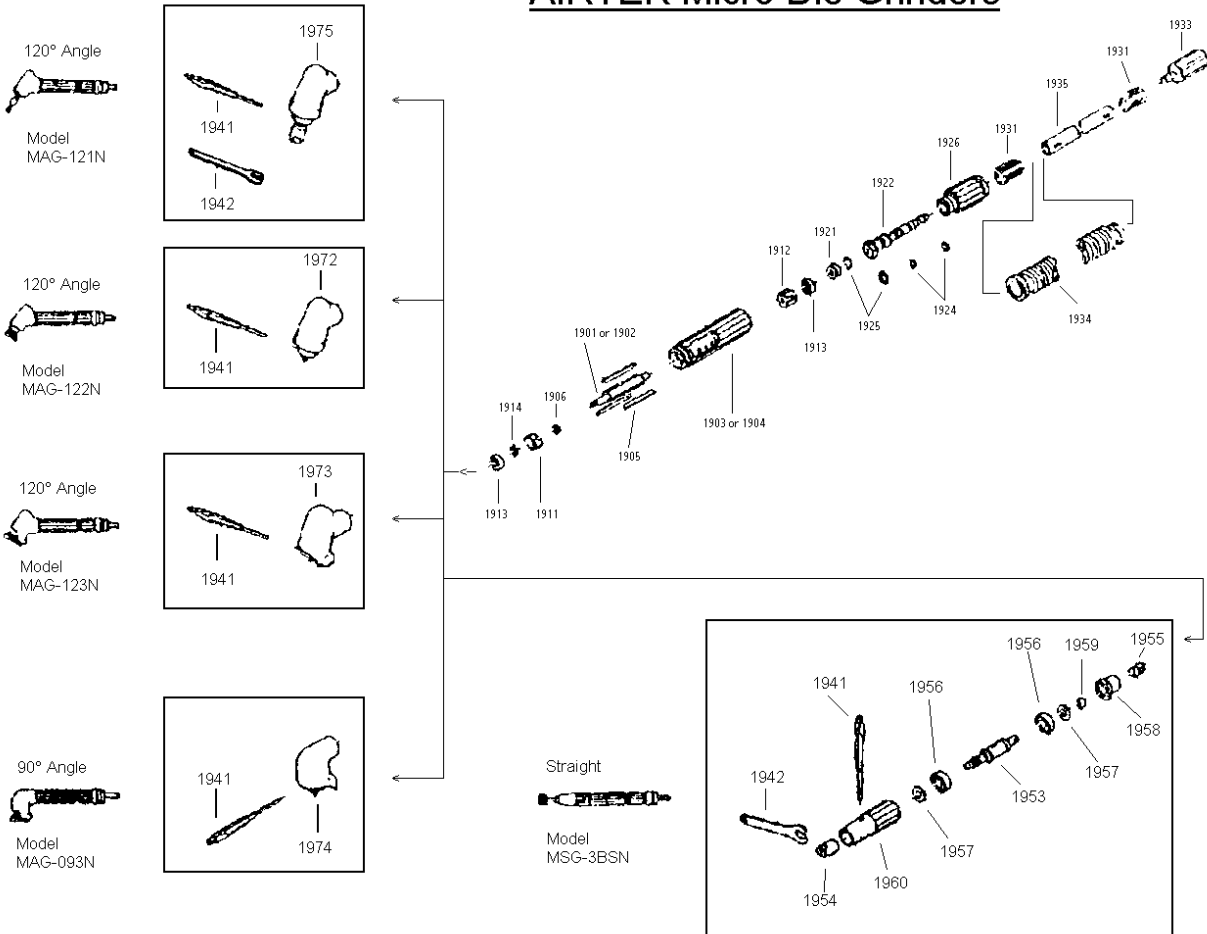 AIRTEK Micro Die Grinders
120° Angle
Model
MAG-121N
1975
1941
1942
120° Angle
Model
MAG-122N
1972
1941
120° Angle
Model
MAG-123N
1973
1941
90° Angle
Model
MAG-093N
1941
1974
1933
1931
1935
1931
1926
1922
1921
1912
1913
1925
1924
1934
1901 or 1902
1903 or 1904
1905
1906
1914
1913
1911
Straight
Model
MSG-3BSN
1955
1959
1956
1958
1957
1953
1956
1941
1942
1957
1960
1954